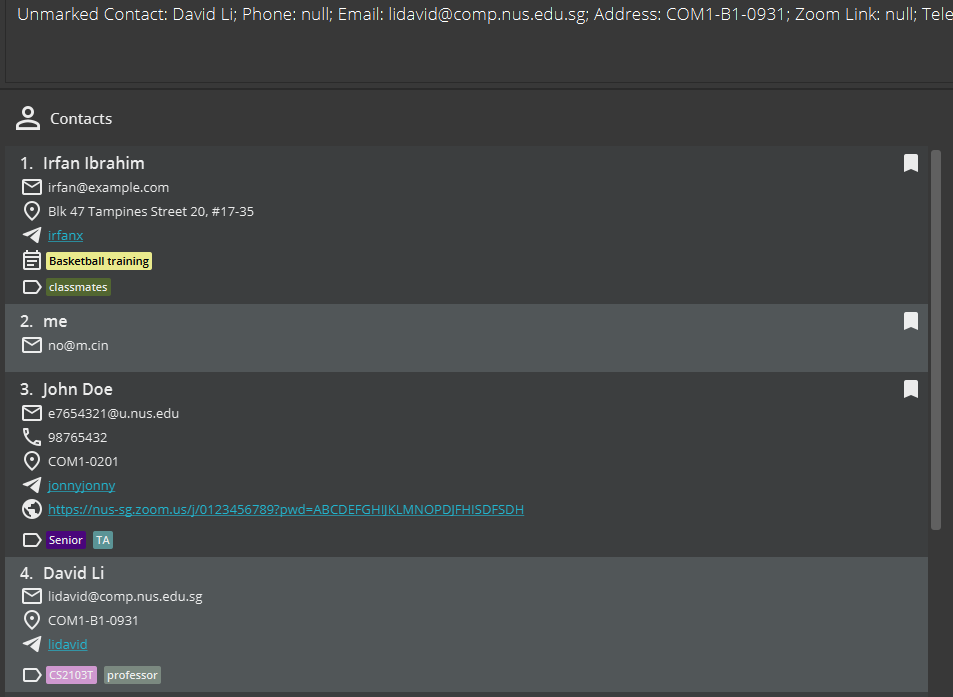 Unmarked Contact: David Li; Phone: null; Email: lidavid@comp.nus.edu.sg; Address: COM1-B1-0931; Zoom Link: null; Tele
Contacts
1. Irfan Ibrahim
irfan@example.com
Blk 47 Tampines Street 20, #17-35
irfanx
Basketball training
classmates
2. me
no@m.cin
3. John Doe
e7654321@u.nus.edu
98765432
COM1-0201
jonnyjonny
https://nus-sg.zoom.us/j/0123456789?pwd=ABCDEFGHIJKLMNOPDJFHISDFSDH
Senior TA
4. David Li
lidavid@comp.nus.edu.sg
COM1-B1-0931
lidavid
CS2103T professor